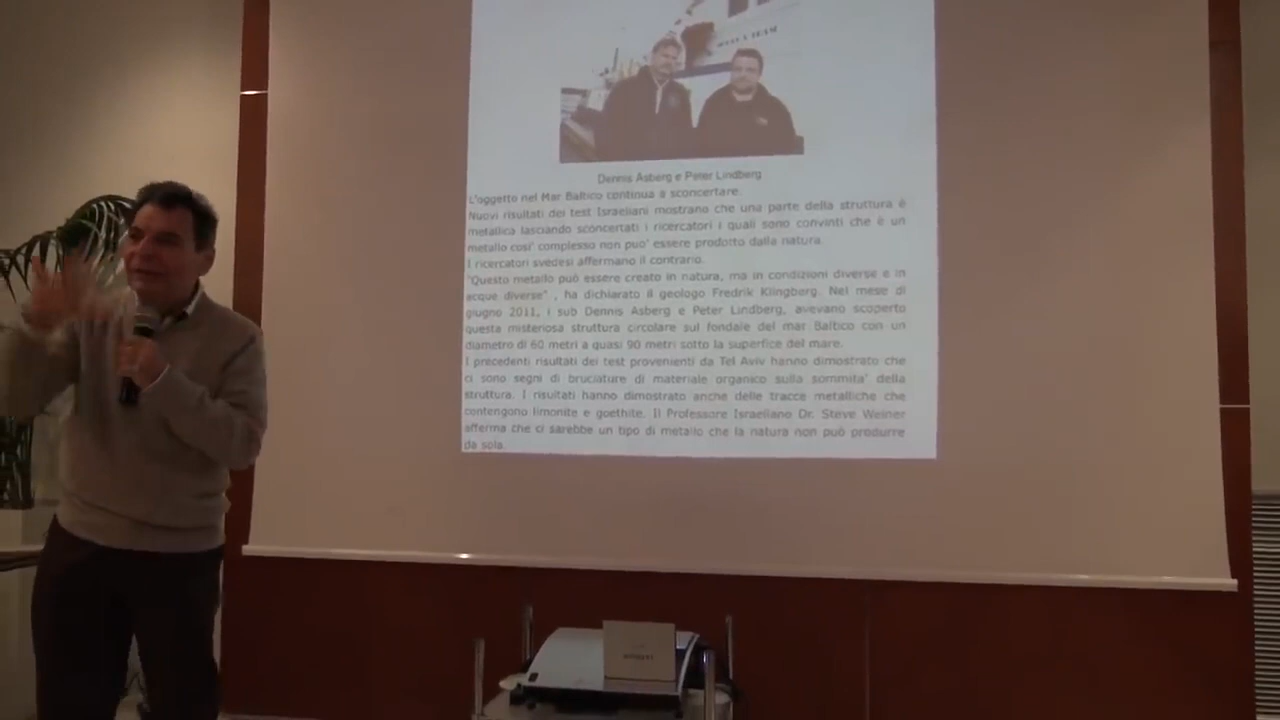 Dennis Asberg e Peter Lindberg
L'oggetto nel Mar Baltico continua a sconcertare.
Nuovi risultati dei test Israeliani mostrano che una parte della struttura è
metallica lasciando sconcertati i ricercatori i quali sono convinti che è un
metallo cosi' complesso non puo' essere prodotto dalla natura.
I ricercatori svedesi affermano il contrario.
"Questo metallo può essere creato in natura, ma in condizioni diverse e in
acque diverse" , ha dichiarato il geologo Fredrik Klingberg. Nel mese di
giugno 2011, i sub Dennis Asberg e Peter Lindberg, avevano scoperto
questa misteriosa struttura circolare sul fondale del mar Baltico con un
diametro di 60 metri a quasi 90 metri sotto la superfice del mare.
I precedenti risultati dei test provenienti da Tel Aviv hanno dimostrato che
ci sono segni di bruciature di materiale organico sulla sommita' della
struttura. I risultati hanno dimostrato anche delle tracce metalliche che
contengono limonite e goethite. Il Professore Israeliano Dr. Steve Weiner
afferma che ci sarebbe un tipo di metallo che la natura non può produrre
da sola.